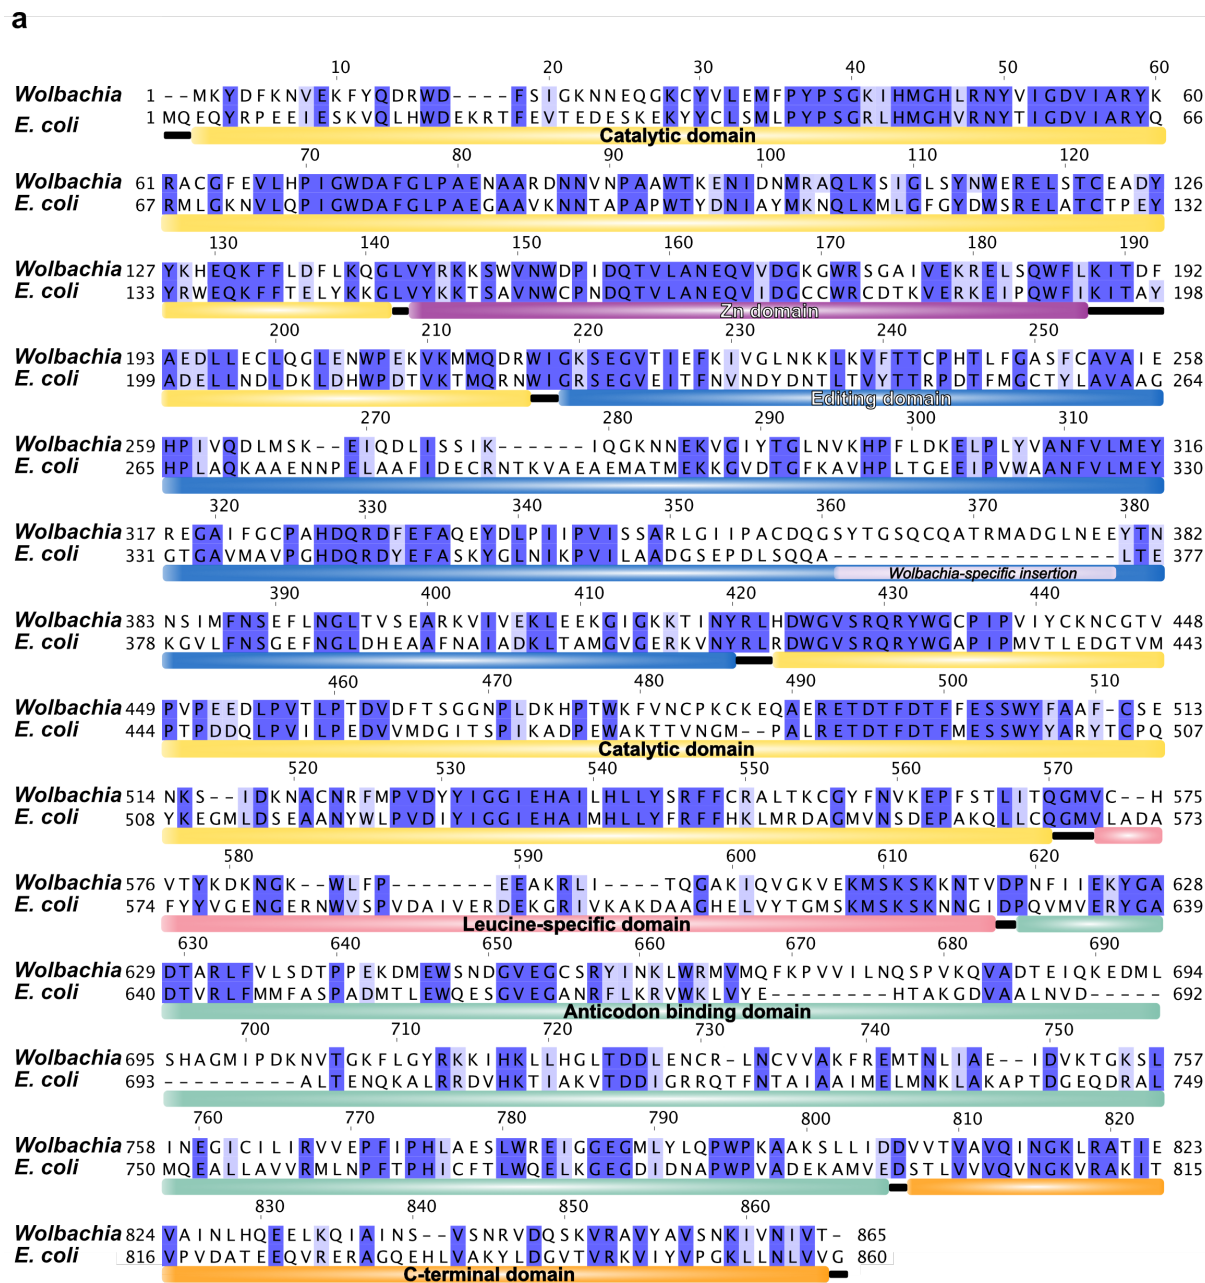 a
10 20 30 40 50 60
Wolbachia 1 --MKYDFKNVEKFYQDRWD----FSIGKNNEQGKCYVLEMFPYPSGKIHMGHLRNYVIGDVIARYK 60
E. coli 1 MQEQYRPEEIESKVQLHWDEKRTFEVTEDESKEKYYCLSMLPYPSGRLHMGHVRNYTIGDVIARYQ 66
Catalytic domain
70 80 90 100 110 120
Wolbachia 61 RACGFEVLHPIGWDAFGLPAENAARDNNVNPAAWTKENIDNMRAQLKSIGLSYNWERELSTCEADY 126
E. coli 67 RMLGKNVLQPIGWDAFGLPAEGAAVKNNTAPAPWTYDNIAYMKNQLKMLGFGYDWSRELATCTPEY 132
130 140 150 160 170 180 190
Wolbachia 127 YKHEQKFFLDFLKQGLVYRKKSWVNWDPIDQTVLANEQVVDGKGWRSGAIVEKRELSQWFLKITDF 192
E. coli 133 YRWEQKFFTELYKKGLVYKKTSAVNWCPNDQTVLANEQVIDGCCWRCDTKVERKEIPQWFIKITAY 198
Zn domain
200 210 220 230 240 250
Wolbachia 193 AEDLLECLQGLENWPEKVKMMQDRWIGKSEGVTIEFKIVGLNKKLKVFTTCPHTLFGASFCAVAIE 258
E. coli 199 ADELLNDLDKLDHWPDTVKTMQRNWIGRSEGVEITFNVNDYDNTLTVYTTRPDTFMGCTYLAVAAG 264
Editing domain
270 280 290 300 310
Wolbachia 259 HPIVQDLMSK--EIQDLISSIK------IQGKNNEKVGIYTGLNVKHPFLDKELPLYVANFVLMEY 316
E. coli 265 HPLAQKAAENNPELAAFIDECRNTKVAEAEMATMEKKGVDTGFKAVHPLTGEEIPVWAANFVLMEY 330
320 330 340 350 360 370 380
Wolbachia 317 REGAIFGCPAHDQRDFEFAQEYDLPIIPVISSARLGIIPACDQGSYTGSQCQATRMADGLNEEYTN 382
E. coli 331 GTGAVMAVPGHDQRDYEFASKYGLNIKPVILAADGSEPDLSQQA-------------------LTE 377
Wolbachia-specific insertion
390 400 410 420 430 440
Wolbachia 383 NSIMFNSEFLNGLTVSEARKVIVEKLEEKGIGKKTINYRLHDWGVSRQRYWGCPIPVIYCKNCGTV 448
E. coli 378 KGVLFNSGEFNGLDHEAAFNAIADKLTAMGVGERKVNYRLRDWGVSRQRYWGAPIPMVTLEDGTVM 443
460 470 480 490 500 510
Wolbachia 449 PVPEEDLPVTLPTDVDFTSGGNPLDKHPTWKFVNCPKCKEQAERETDTFDTFFESSWYFAAF-CSE 513
E. coli 444 PTPDDQLPVILPEDVVMDGITSPIKADPEWAKTTVNGM--PALRETDTFDTFMESSWYYARYTCPQ 507
Catalytic domain
520 530 540 550 560 570
Wolbachia 514 NKS--IDKNACNRFMPVDYYIGGIEHAILHLLYSRFFCRALTKCGYFNVKEPFSTLITQGMVC--H 575
E. coli 508 YKEGMLDSEAANYWLPVDIYIGGIEHAIMHLLYFRFFHKLMRDAGMVNSDEPAKQLLCQGMVLADA 573
580 590 600 610 620
Wolbachia 576 VTYKDKNGK--WLFP-------EEAKRLI----TQGAKIQVGKVEKMSKSKKNTVDPNFIIEKYGA 628
E. coli 574 FYYVGENGERNWVSPVDAIVERDEKGRIVKAKDAAGHELVYTGMSKMSKSKNNGIDPQVMVERYGA 639
Leucine-specific domain
630 640 650 660 670 680 690
Wolbachia 629 DTARLFVLSDTPPEKDMEWSNDGVEGCSRYINKLWRMVMQFKPVVILNQSPVKQVADTEIQKEDML 694
E. coli 640 DTVRLFMMFASPADMTLEWQESGVEGANRFLKRVWKLVYE--------HTAKGDVAALNVD----- 692
Anticodon binding domain
700 710 720 730 740 750
Wolbachia 695 SHAGMIPDKNVTGKFLGYRKKIHKLLHGLTDDLENCR-LNCVVAKFREMTNLIAE--IDVKTGKSL 757
E. coli 693 ---------ALTENQKALRRDVHKTIAKVTDDIGRRQTFNTAIAAIMELMNKLAKAPTDGEQDRAL 749
760 770 780 790 800 810 820
Wolbachia 758 INEGICILIRVVEPFIPHLAESLWREIGGEGMLYLQPWPKAAKSLLIDDVVTVAVQINGKLRATIE 823
E. coli 750 MQEALLAVVRMLNPFTPHICFTLWQELKGEGDIDNAPWPVADEKAMVEDSTLVVVQVNGKVRAKIT 815
830 840 850 860
Wolbachia 824 VAINLHQEELKQIAINS--VSNRVDQSKVRAVYAVSNKIVNIVT- 865
E. coli 816 VPVDATEEQVRERAGQEHLVAKYLDGVTVRKVIYVPGKLLNLVVG 860
C-terminal domain